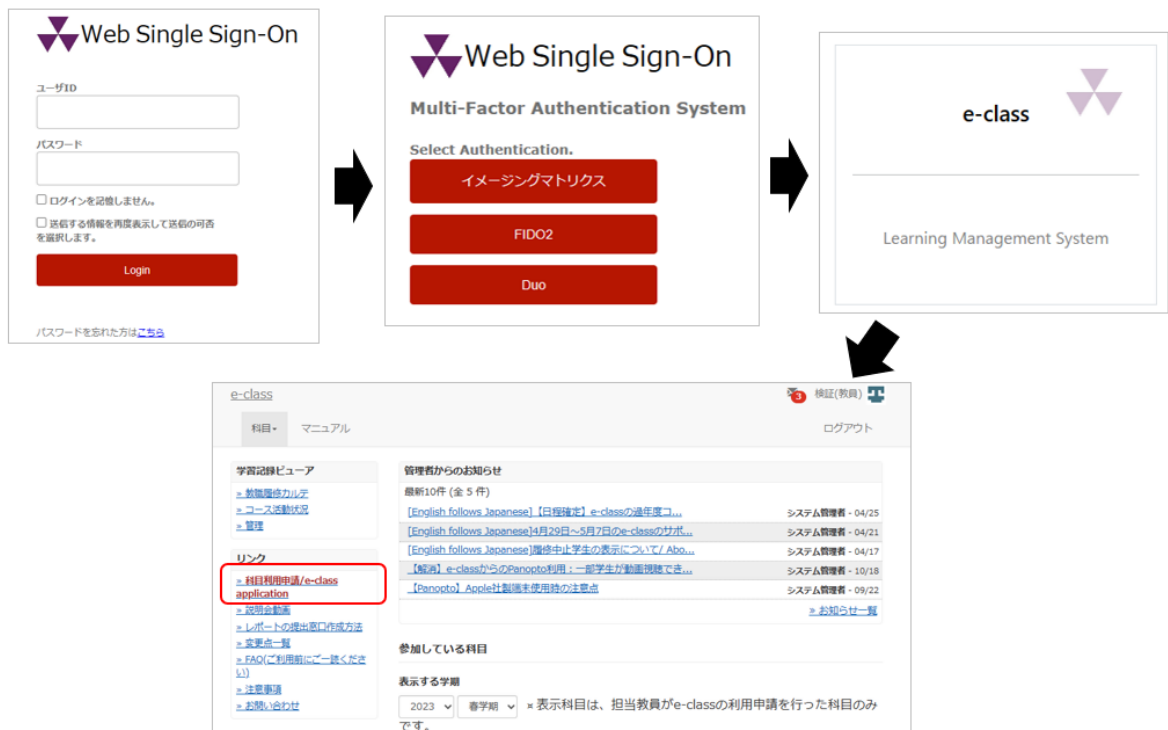 Web Single Sign-On
ユーザID
パスワード
ログインを記憶しません。
送信する情報を再度表示して送信の可否
を選択します。
Login
パスワードを忘れた方はこちら
Web Single Sign-On
Multi-Factor Authentication System
Select Authentication.
イメージングマトリクス
FIDO2
Duo
e-class
Learning Management System
e-class
3 検証(教員)
科目 マニュアル ログアウト
学習記録ビューア
» 教職履修カルテ
» コース活動状況
» 管理
リンク
» 科目利用申請/e-class
application
» 説明会動画
» レポートの提出窓口作成方法
» 変更点一覧
» FAQ(ご利用前にご一読くださ
い)
» 注意事項
» お問い合わせ
管理者からのお知らせ
最新10件 (全 5 件)
[English follows Japanese]【日程確定】e-classの過年度コ... システム管理者 - 04/25
[English follows Japanese]4月29日～5月7日のe-classのサポ... システム管理者 - 04/21
[English follows Japanese]履修中止学生の表示について/ Abo... システム管理者 - 04/17
【解消】e-classからのPanopto利用：一部学生が動画視聴でき... システム管理者 - 10/18
【Panopto】Apple社製端末使用時の注意点 システム管理者 - 09/22
» お知らせ一覧
参加している科目
表示する学期
2023 春学期 ※表示科目は、担当教員がe-classの利用申請を行った科目のみ
です。